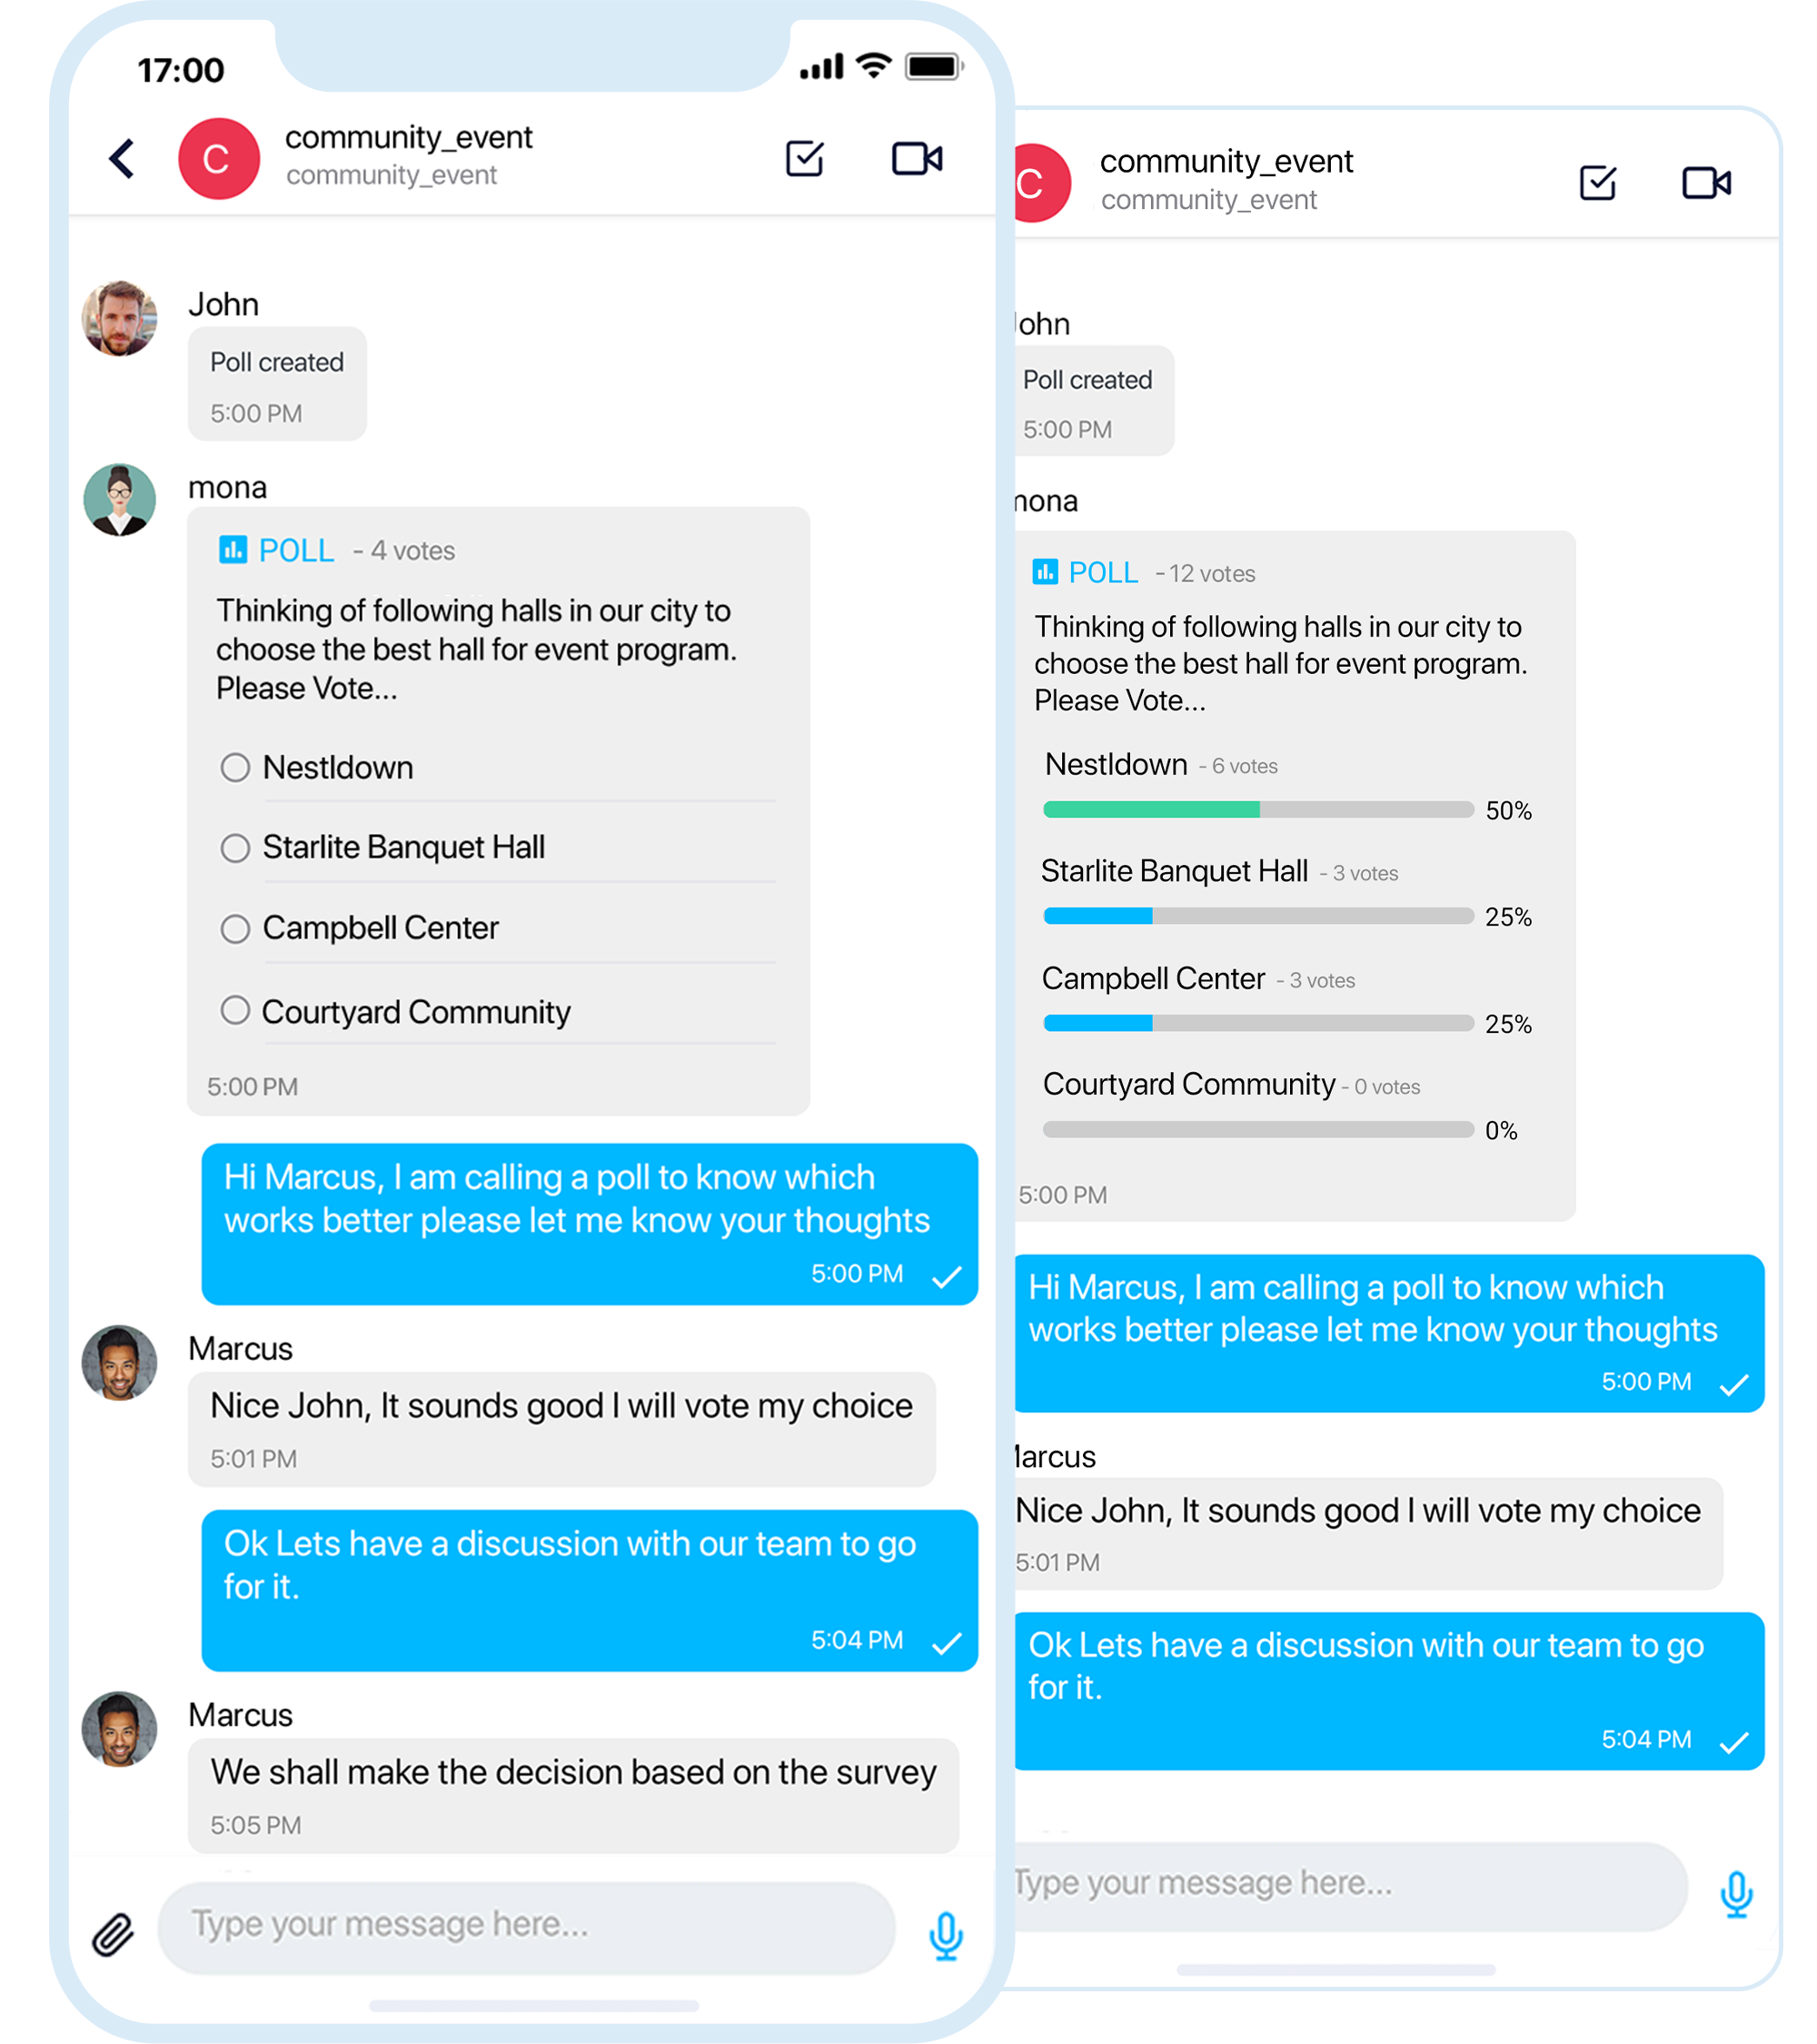 17:00
C
community_event
community_event
John
Poll created
5:00 PM
mona
POLL - 4 votes
Thinking of following halls in our city to
choose the best hall for event program.
Please Vote...
Nestldown
Starlite Banquet Hall
Campbell Center
Courtyard Community
5:00 PM
Hi Marcus, I am calling a poll to know which
works better please let me know your thoughts
5:00 PM
Marcus
Nice John, It sounds good I will vote my choice
5:01 PM
Ok Lets have a discussion with our team to go
for it.
5:04 PM
Marcus
We shall make the decision based on the survey
5:05 PM
Type your message here...
C
community_event
community_event
ohn
Poll created
5:00 PM
mona
POLL - 12 votes
Thinking of following halls in our city to
choose the best hall for event program.
Please Vote...
Nestldown - 6 votes
50%
Starlite Banquet Hall - 3 votes
25%
Campbell Center - 3 votes
25%
Courtyard Community - 0 votes
0%
5:00 PM
Hi Marcus, I am calling a poll to know which
works better please let me know your thoughts
5:00 PM
Marcus
Nice John, It sounds good I will vote my choice
5:01 PM
Ok Lets have a discussion with our team to go
for it.
5:04 PM
Type your message here...